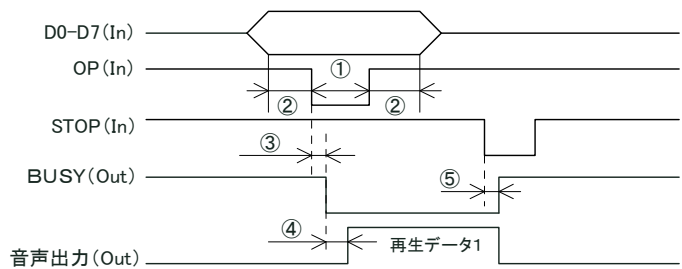 D0-D7(In)
OP(In)
①
②
②
STOP(In)
③
BUSY(Out)
⑤
④
音声出力(Out)
再生データ1